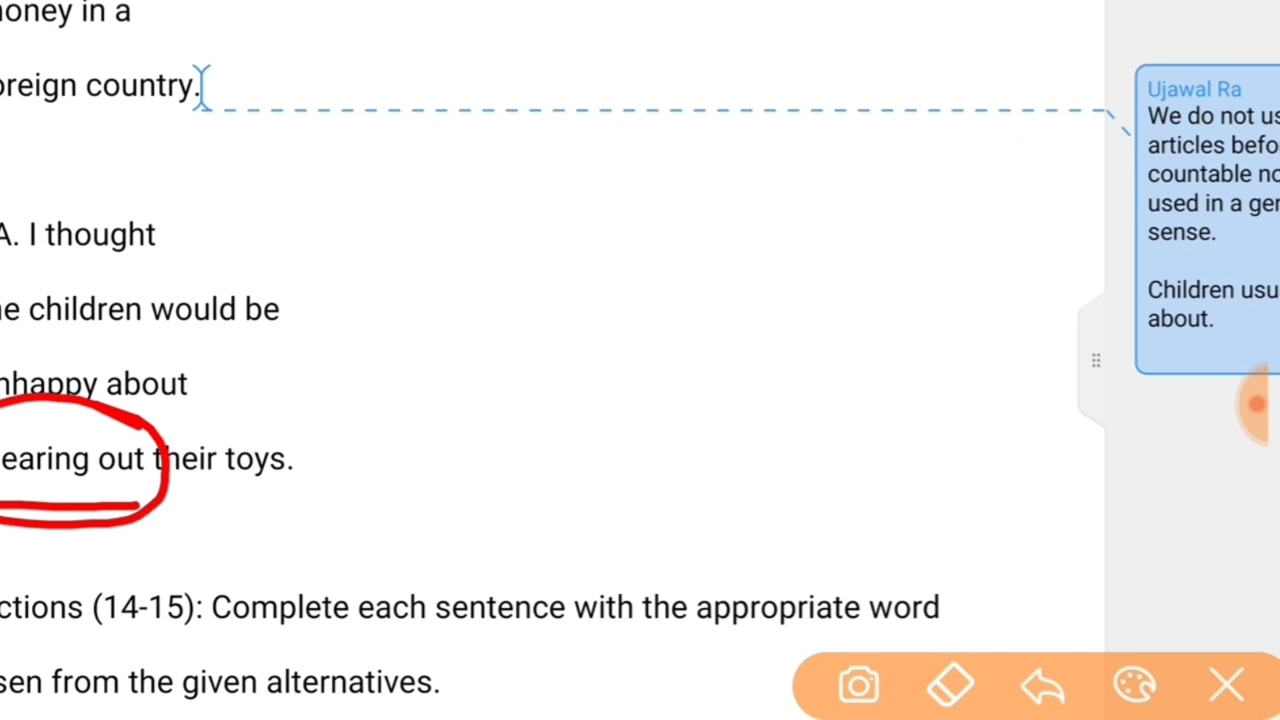 oney in a
oreign country.
A. I thought
e children would be
nhappy about
earing out their toys.
ctions (14-15): Complete each sentence with the appropriate word
sen from the given alternatives.
Ujawal Ra
We do not us
articles befo
countable no
used in a ger
sense.
Children usu
about.